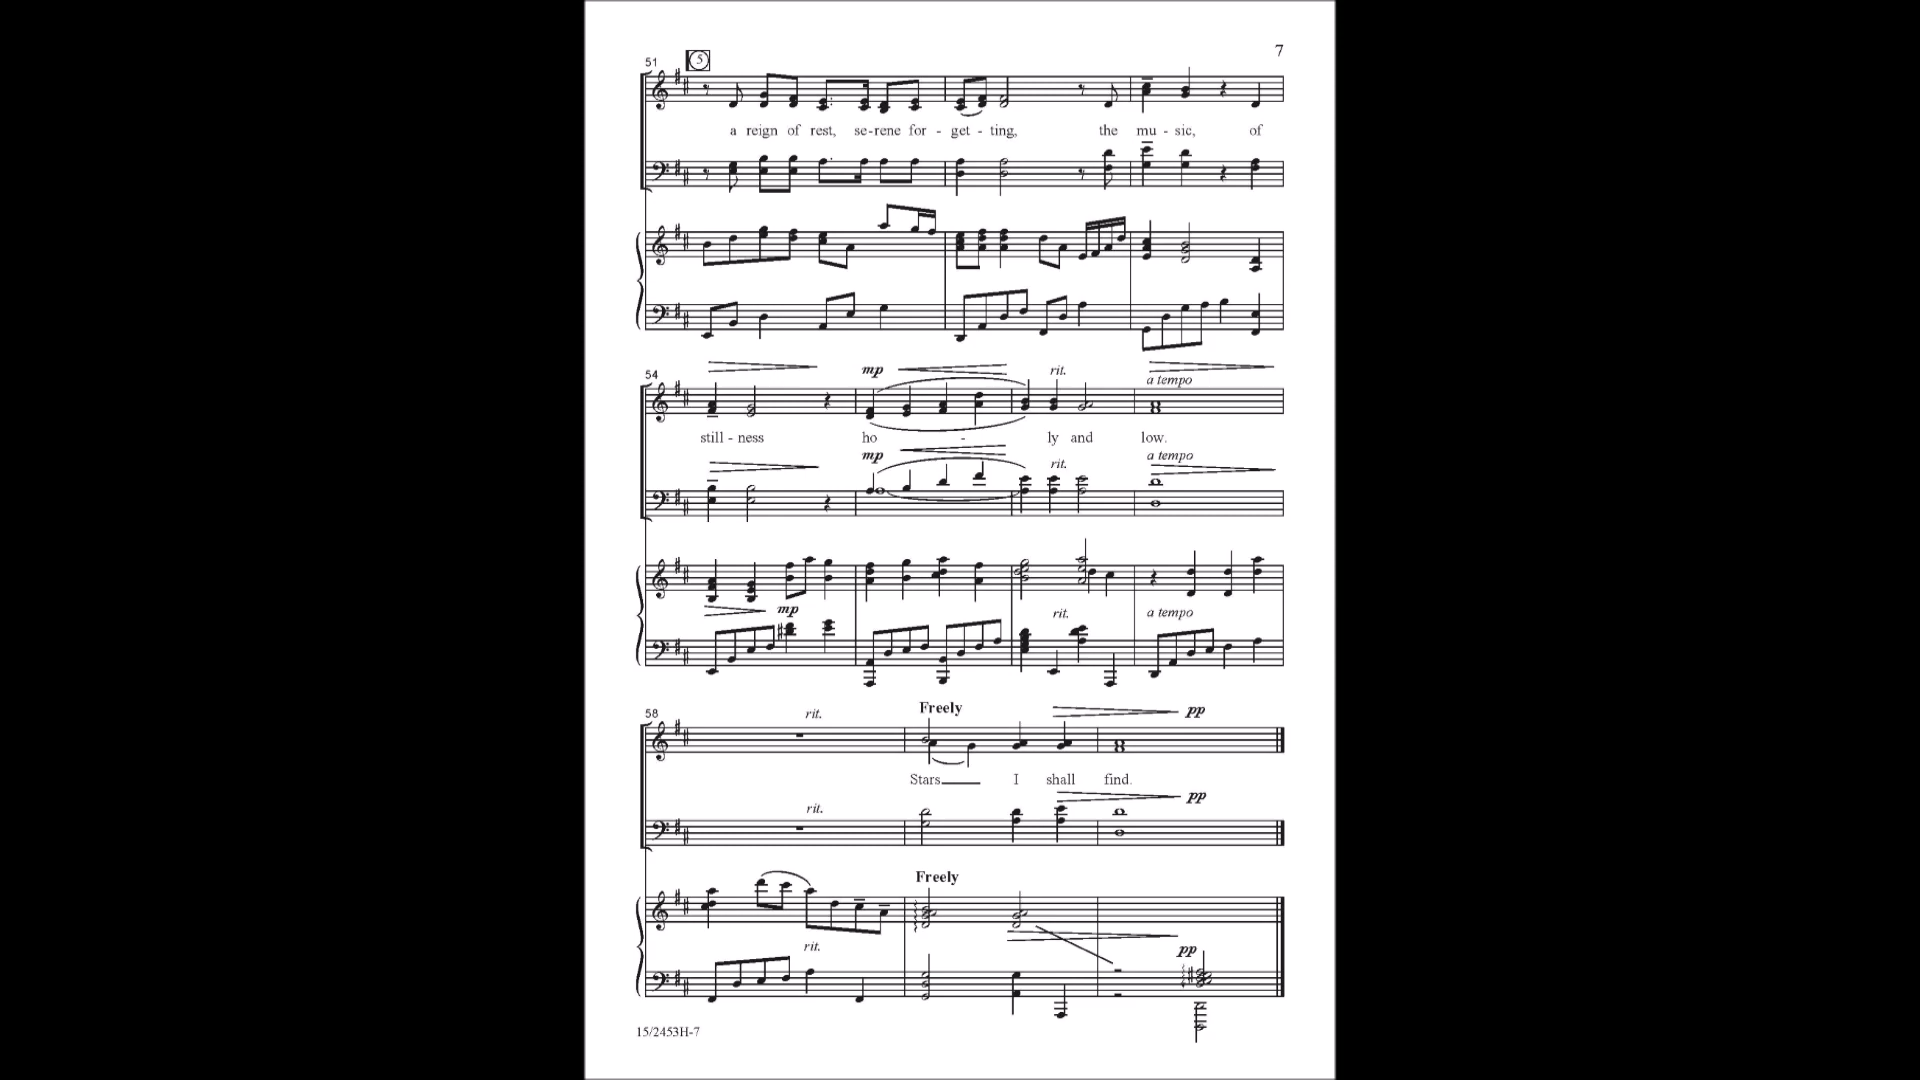 7
51
5
a reign of rest, se-rene for - get - ting, the mu - sic, of
54
mp rit. a tempo
still - ness ho - ly and low.
mp rit. a tempo
mp rit. a tempo
58
rit. Freely pp
Stars I shall find.
rit. pp
Freely
rit. pp
15/2453H-7